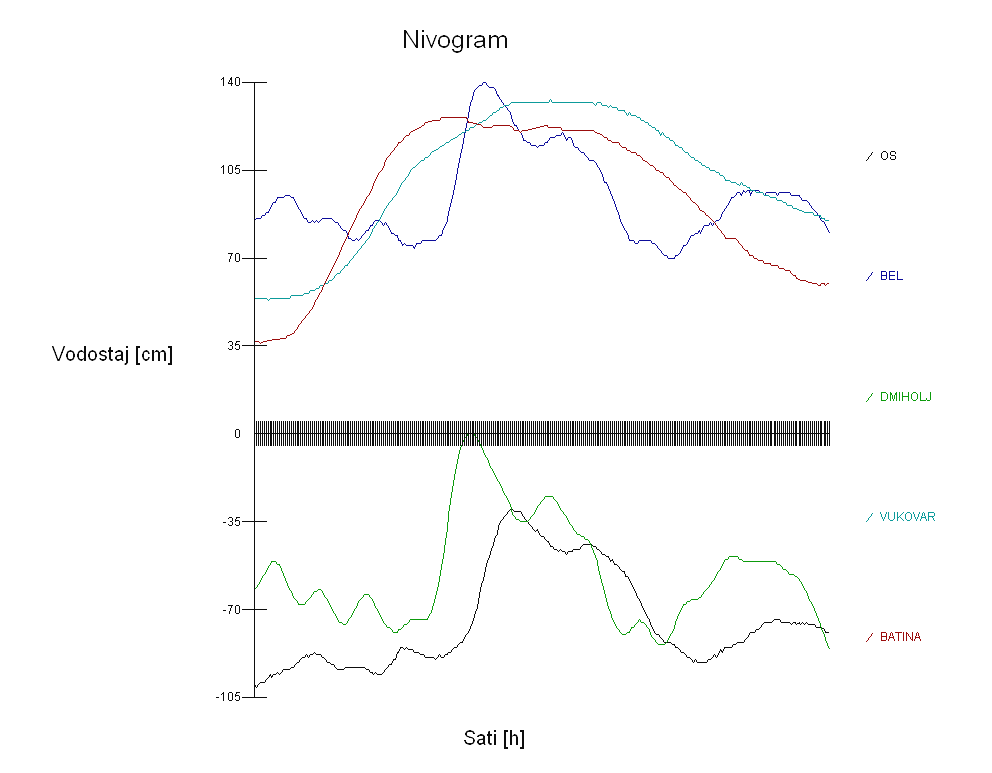 Nivogram
140
105
70
35
0
-35
-70
-105
Vodostaj [cm]
Sati [h]
OS
BEL
DMIHOLJ
VUKOVAR
BATINA